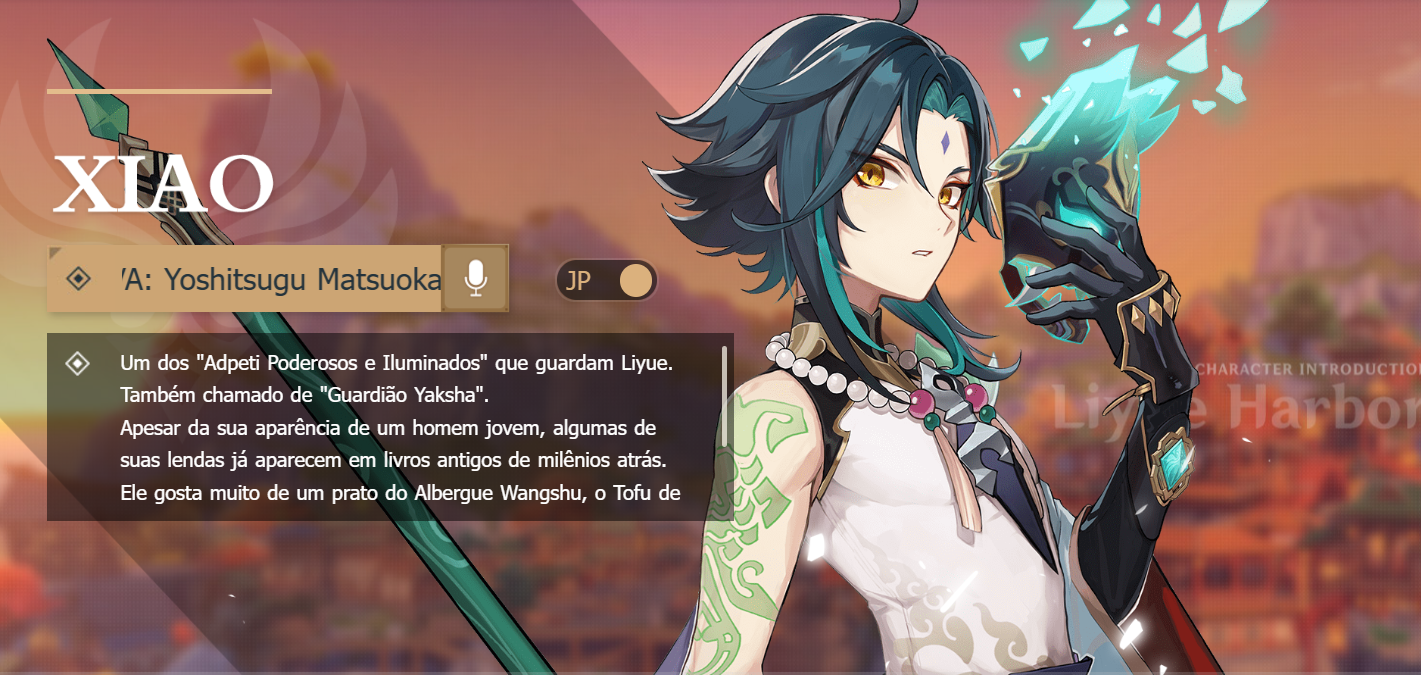 XIAO
/A: Yoshitsugu Matsuoka
JP
Um dos "Adpeti Poderosos e Iluminados" que guardam Liyue.
Também chamado de "Guardião Yaksha".
Apesar da sua aparência de um homem jovem, algumas de
suas lendas já aparecem em livros antigos de milênios atrás.
Ele gosta muito de um prato do Albergue Wangshu, o Tofu de
CHARACTER INTRODUCTIO
Liyue Harbor